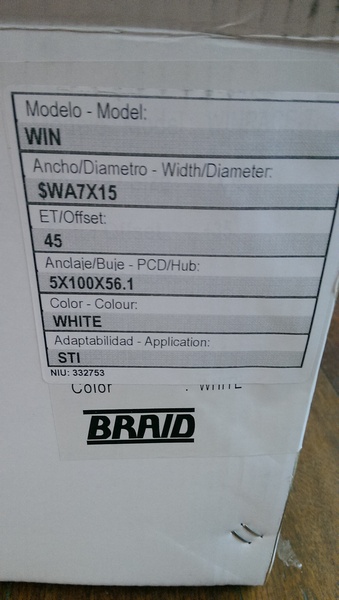 Modelo - Model:
WIN
Ancho/Diametro - Width/Diameter:
$WA7X15
ET/Offset:
45
Anclaje/Buje - PCD/Hub:
5X100X56.1
Color - Colour:
WHITE
Adaptabilidad - Application:
STI
NIU: 332753
Color : WHITE
BRAID